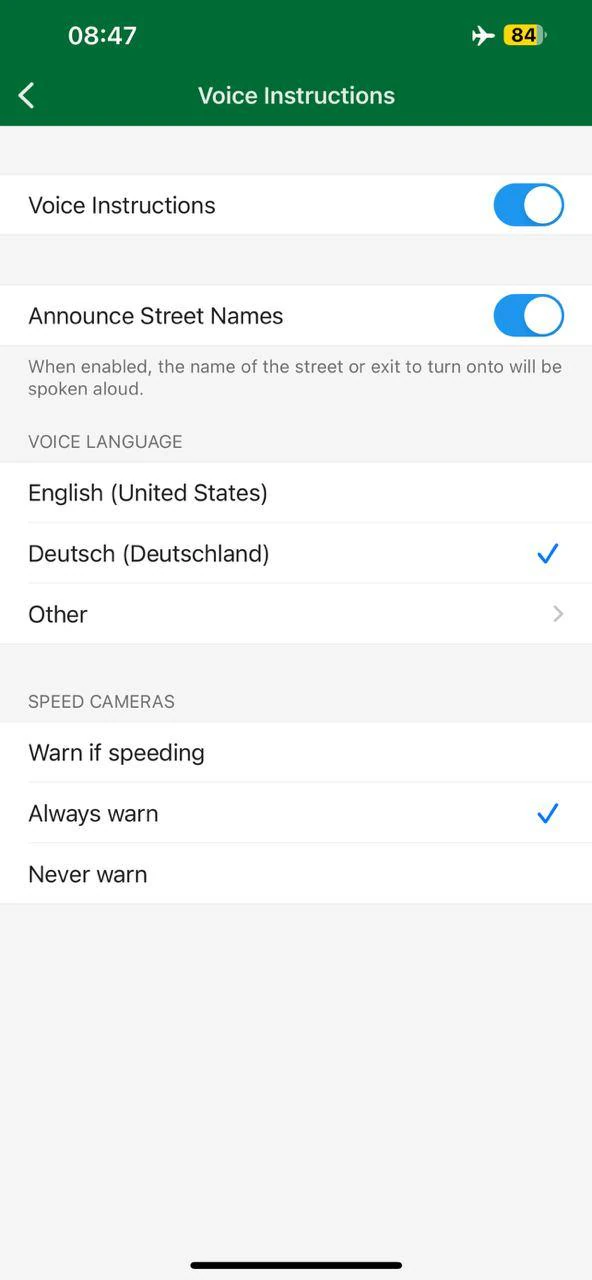 08:47
84
Voice Instructions
Voice Instructions
Announce Street Names
When enabled, the name of the street or exit to turn onto will be
spoken aloud.
VOICE LANGUAGE
English (United States)
Deutsch (Deutschland)
Other
SPEED CAMERAS
Warn if speeding
Always warn
Never warn